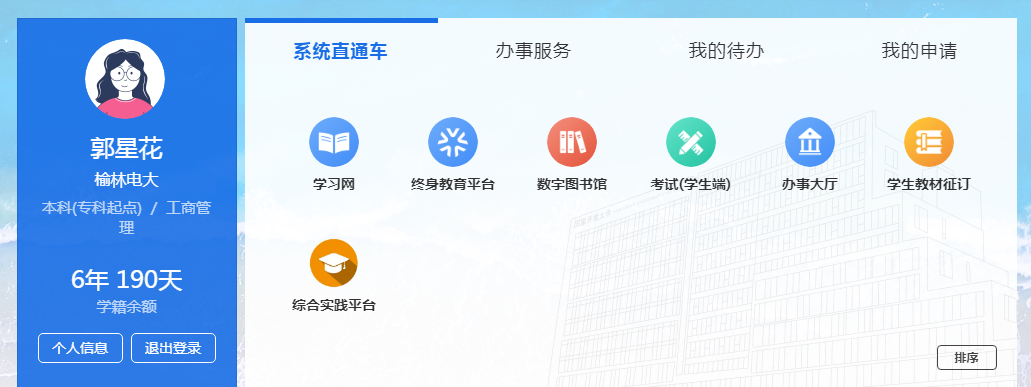 郭星花
榆林电大
本科(专科起点) / 工商管
理
6年 190天
学籍余额
个人信息 退出登录
系统直通车 办事服务 我的待办 我的申请
学习网 终身教育平台 数字图书馆 考试(学生端) 办事大厅 学生教材征订
综合实践平台
排序